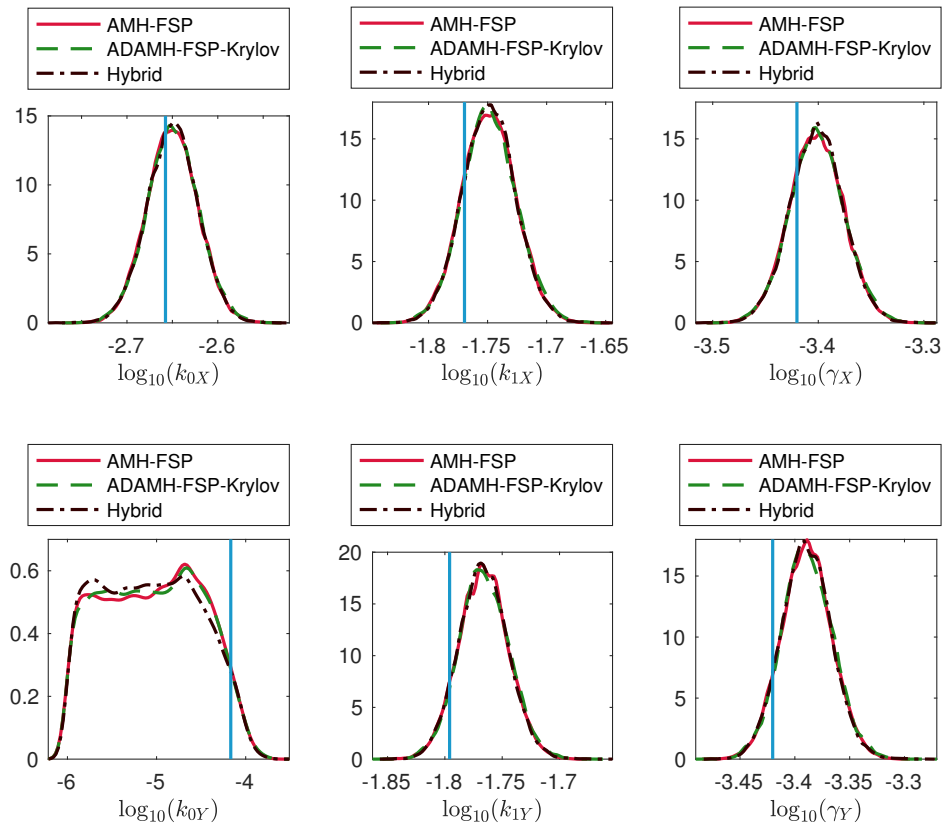 AMH-FSP
ADAMH-FSP-Krylov
Hybrid
15
10
5
0
-2.7 -2.6
log₁₀(k₀X)
AMH-FSP
ADAMH-FSP-Krylov
Hybrid
15
10
5
0
-1.8 -1.75 -1.7 -1.65
log₁₀(k₁X)
AMH-FSP
ADAMH-FSP-Krylov
Hybrid
15
10
5
0
-3.5 -3.4 -3.3
log₁₀(γX)
AMH-FSP
ADAMH-FSP-Krylov
Hybrid
0.6
0.4
0.2
0
-6 -5 -4
log₁₀(k₀Y)
AMH-FSP
ADAMH-FSP-Krylov
Hybrid
20
15
10
5
0
-1.85 -1.8 -1.75 -1.7
log₁₀(k₁Y)
AMH-FSP
ADAMH-FSP-Krylov
Hybrid
15
10
5
0
-3.45 -3.4 -3.35 -3.3
log₁₀(γY)